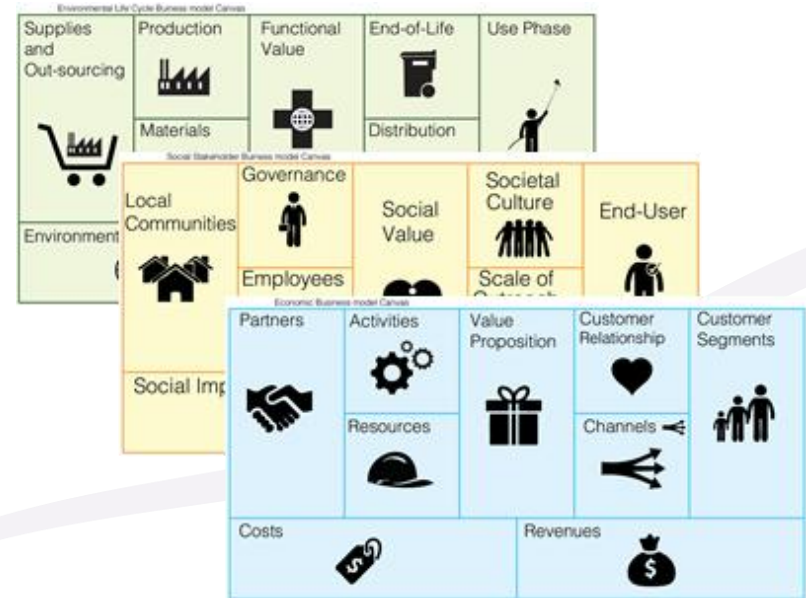 Environmental Life Cycle Business model Canvas
Supplies
and
Out-sourcing
Production
Functional
Value
End-of-Life
Use Phase
Materials
Distribution
Environment
Social Stakeholder Business model Canvas
Local
Communities
Governance
Social
Value
Societal
Culture
End-User
Employees
Scale of
Social Imp
Economic Business model Canvas
Partners
Activities
Value
Proposition
Customer
Relationship
Customer
Segments
Resources
Channels
Costs
Revenues